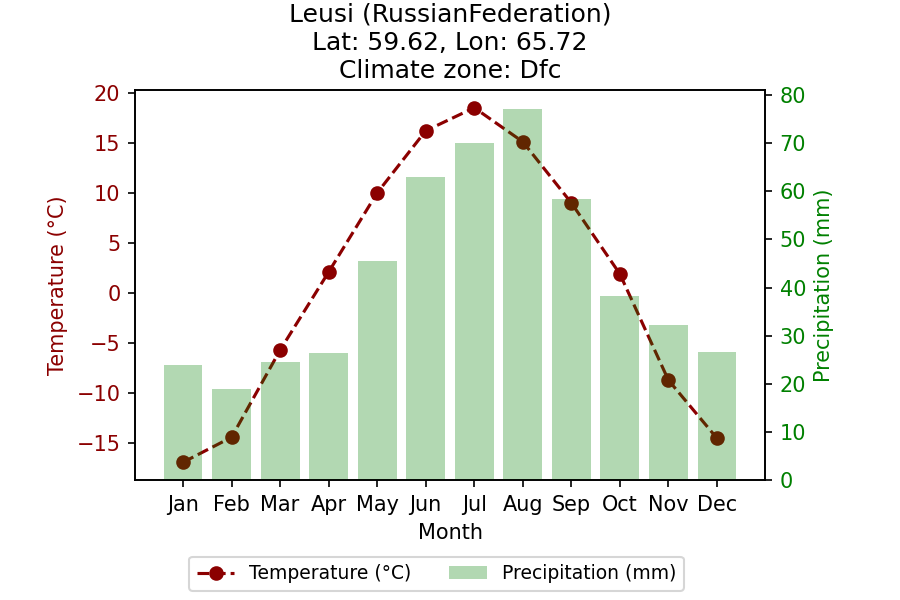 Leusi (RussianFederation)
Lat: 59.62, Lon: 65.72
Climate zone: Dfc
20
15
10
5
0
−5
−10
−15
Temperature (°C)
80
70
60
50
40
30
20
10
0
Precipitation (mm)
Jan Feb Mar Apr May Jun Jul Aug Sep Oct Nov Dec
Month
Temperature (°C) Precipitation (mm)